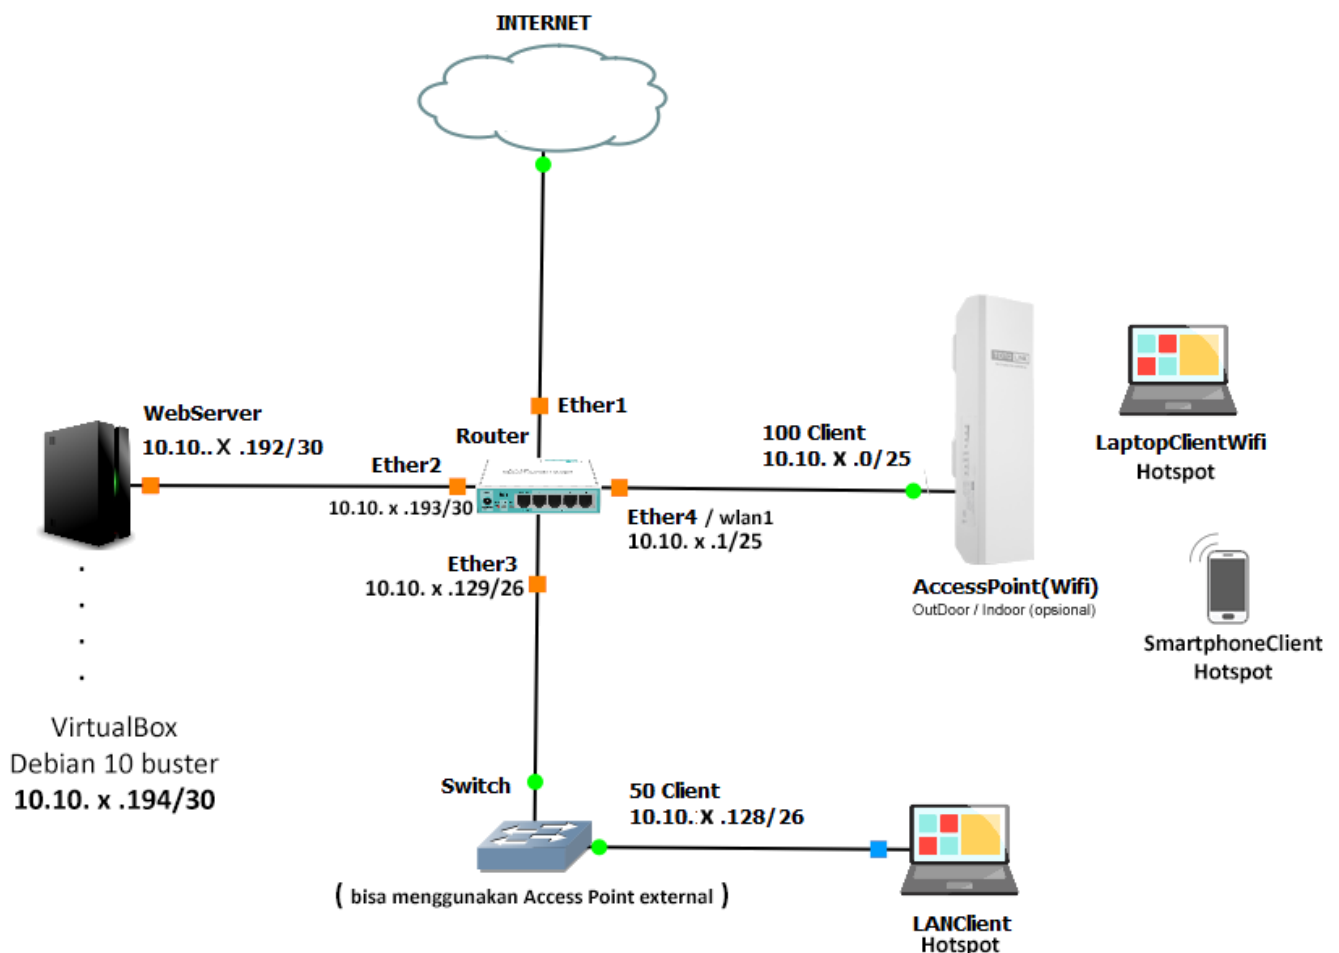 INTERNET
Ether1
WebServer
10.10.. X .192/30
Router
Ether2
10.10. x .193/30
100 Client
10.10. X .0/25
Ether4 / wlan1
10.10. x .1/25
Ether3
10.10. x .129/26
TOTO LINK
LaptopClientWifi
Hotspot
AccessPoint(Wifi)
OutDoor / Indoor (opsional)
SmartphoneClient
Hotspot
VirtualBox
Debian 10 buster
10.10. x .194/30
Switch
50 Client
10.10. X .128/26
( bisa menggunakan Access Point external )
LANClient
Hotspot